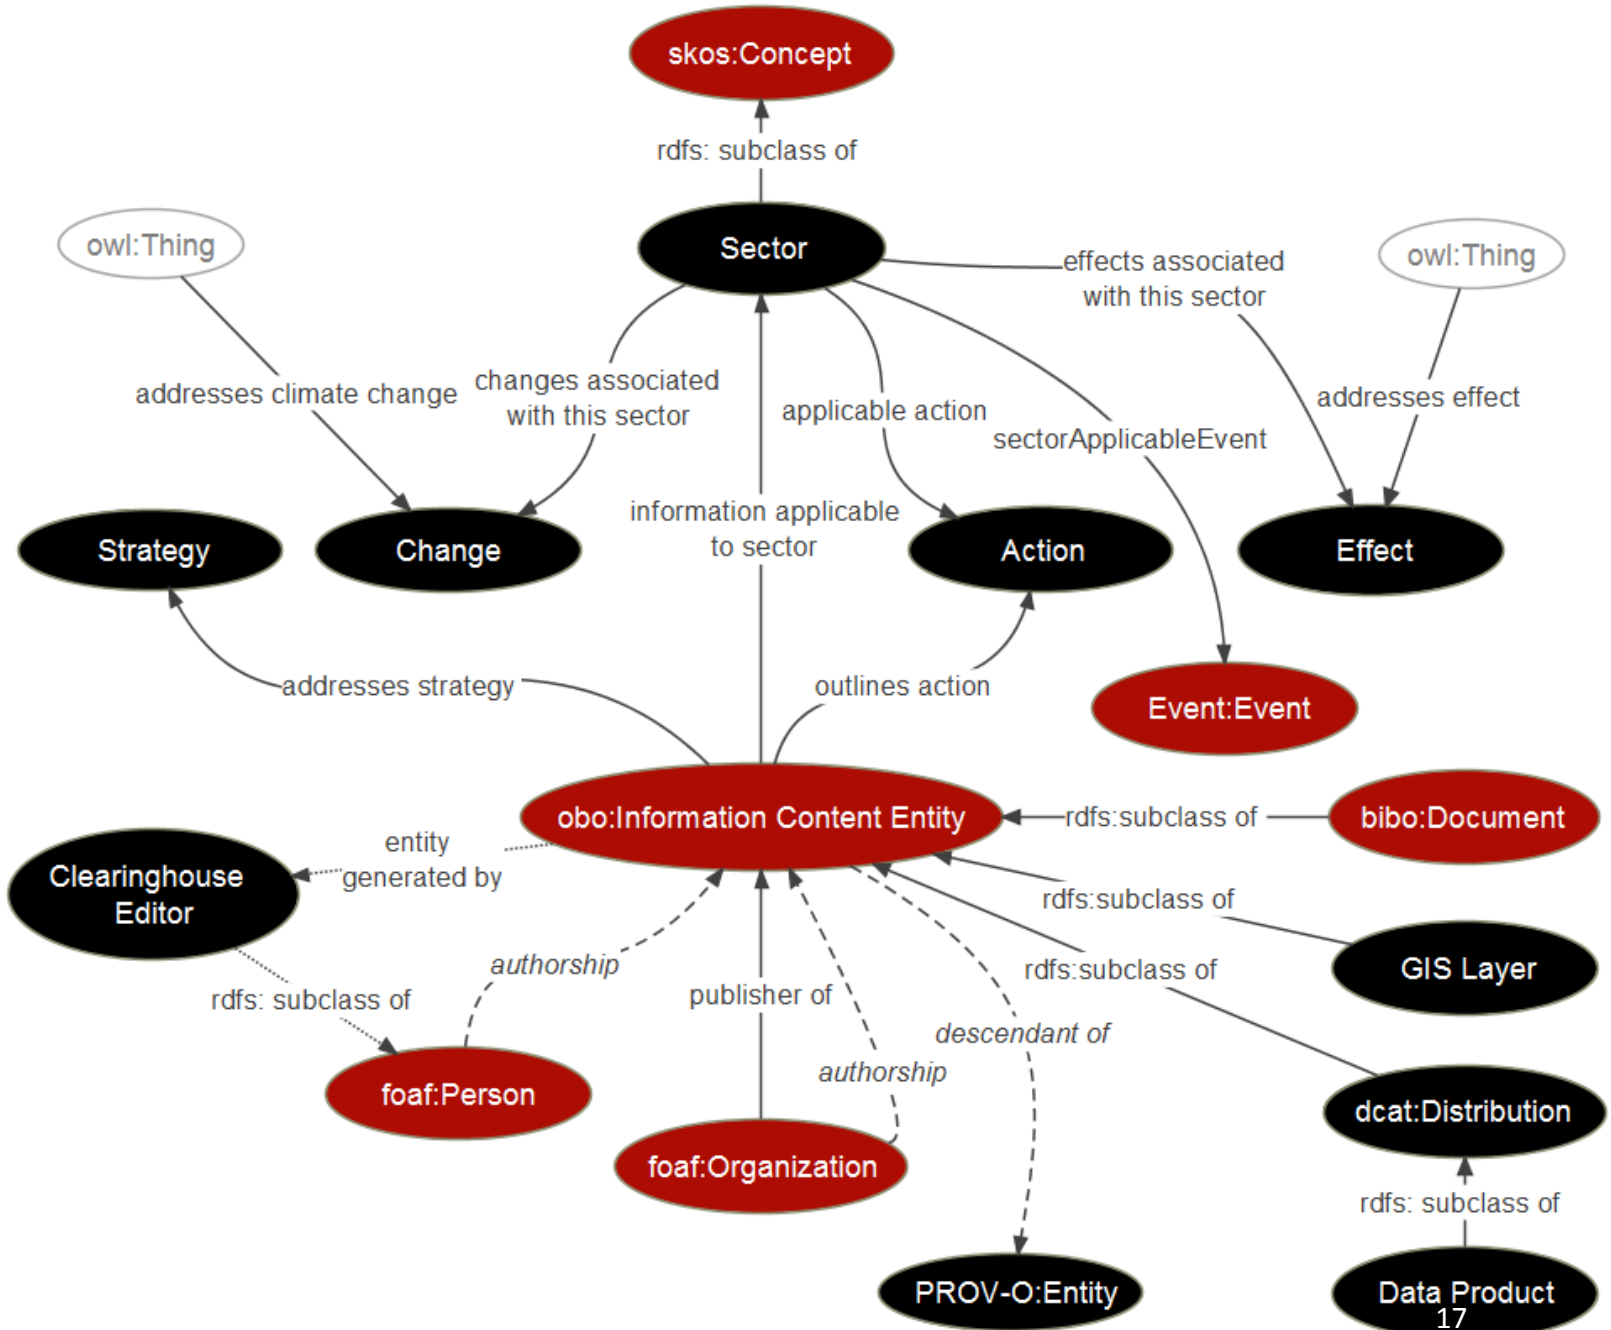 skos:Concept
rdfs: subclass of
owl:Thing
Sector
owl:Thing
effects associated
with this sector
addresses climate change
changes associated
with this sector
applicable action
sectorApplicableEvent
addresses effect
information applicable
to sector
Strategy
Change
Action
Effect
addresses strategy
outlines action
Event:Event
obo:Information Content Entity
rdfs:subclass of
bibo:Document
entity
generated by
Clearinghouse
Editor
rdfs:subclass of
authorship
rdfs:subclass of
GIS Layer
rdfs: subclass of
publisher of
descendant of
authorship
foaf:Person
dcat:Distribution
foaf:Organization
rdfs: subclass of
PROV-O:Entity
Data Product
17